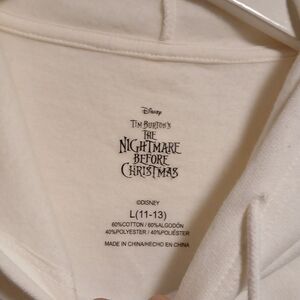 Disney
TIM BURTON'S
THE
NIGHTMARE
BEFORE
CHRISTMAS
©DISNEY
L(11-13)
60%COTTON / 60%ALGODÓN
40%POLYESTER / 40%POLIÉSTER
MADE IN CHINA/HECHO EN CHINA